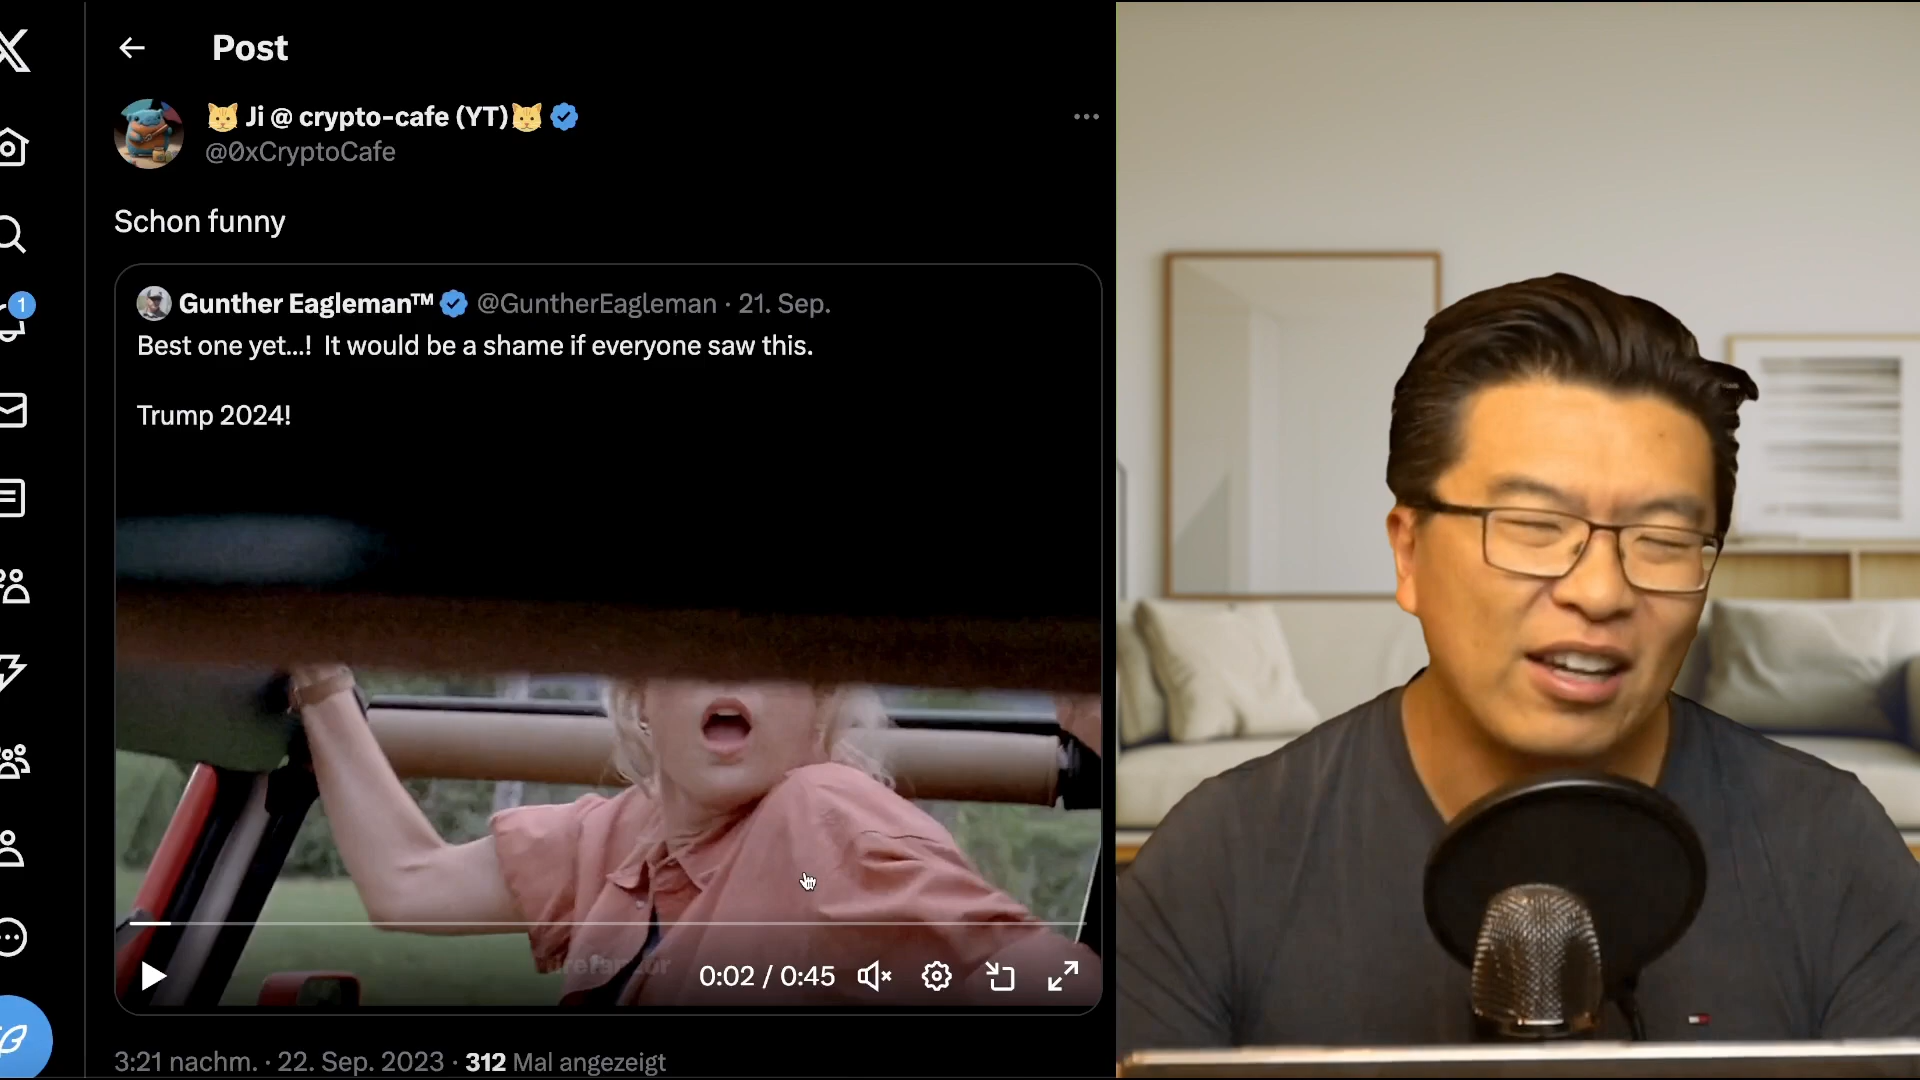 Post
🐱 Ji @ crypto-cafe (YT)🐱
@0xCryptoCafe
Schon funny
Gunther Eagleman™ @GuntherEagleman · 21. Sep.
Best one yet...! It would be a shame if everyone saw this.
Trump 2024!
0:02 / 0:45
3:21 nachm. · 22. Sep. 2023 · 312 Mal angezeigt
1